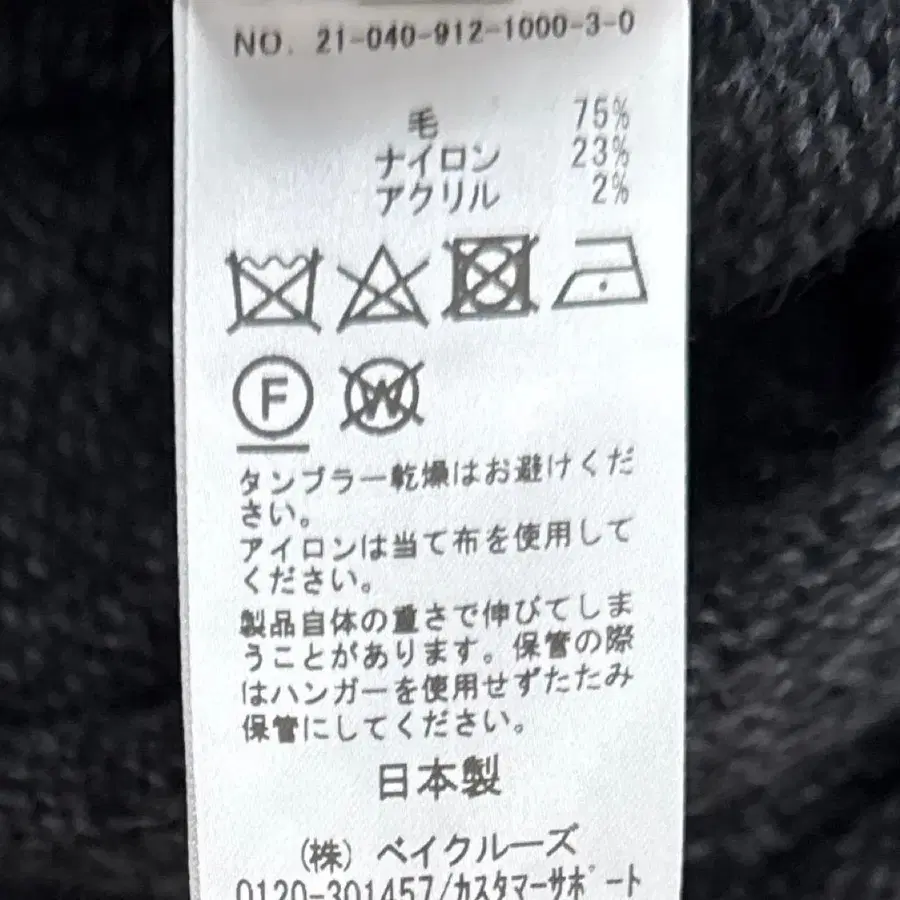 NO. 21-040-912-1000-3-0
毛 75%
ナイロン 23%
アクリル 2%
F W
タンブラー乾燥はお避けくだ
さい。
アイロンは当て布を使用して
ください。
製品自体の重さで伸びてしま
うことがあります。保管の際
はハンガーを使用せずたたみ
保管にしてください。
日本製
(株) ベイクルーズ
0120-301457/カスタマーサポート